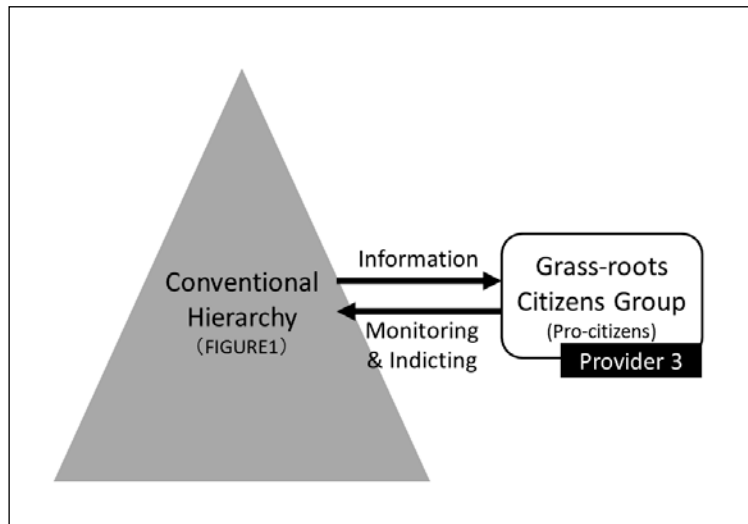 Conventional
Hierarchy
（FIGURE1）
Information
Monitoring
& Indicting
Grass-roots
Citizens Group
(Pro-citizens)
Provider 3